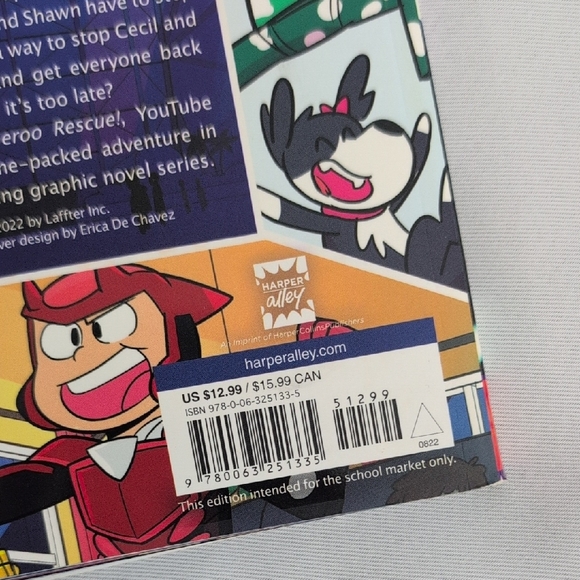 nd Shawn have to stop
a way to stop Cecil and
and get everyone back
it's too late?
eroo Rescue!, YouTube
ne-packed adventure in
ng graphic novel series.
2022 by Laffter Inc.
ver design by Erica De Chavez
HARPER
alley
An Imprint of HarperCollinsPublishers
harperalley.com
US $12.99 / $15.99 CAN
ISBN 978-0-06-325133-5
51299
9 780063 251335
0822
This edition intended for the school market only.